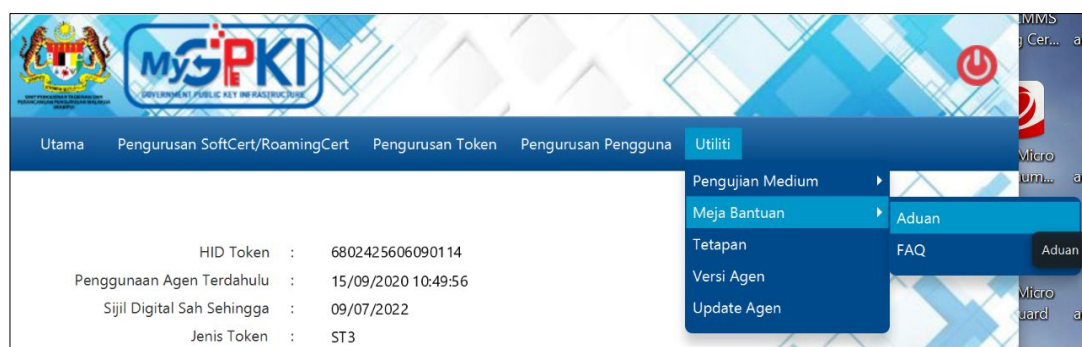 MyGPKI
GOVERNMENT PUBLIC KEY INFRASTRUCTURE
Utama
Pengurusan SoftCert/RoamingCert
Pengurusan Token
Pengurusan Pengguna
Utiliti
Pengujian Medium
Meja Bantuan
Tetapan
Versi Agen
Update Agen
Aduan
FAQ
Aduan
HID Token : 6802425606090114
Penggunaan Agen Terdahulu : 15/09/2020 10:49:56
Sijil Digital Sah Sehingga : 09/07/2022
Jenis Token : ST3
Cer...
Micro